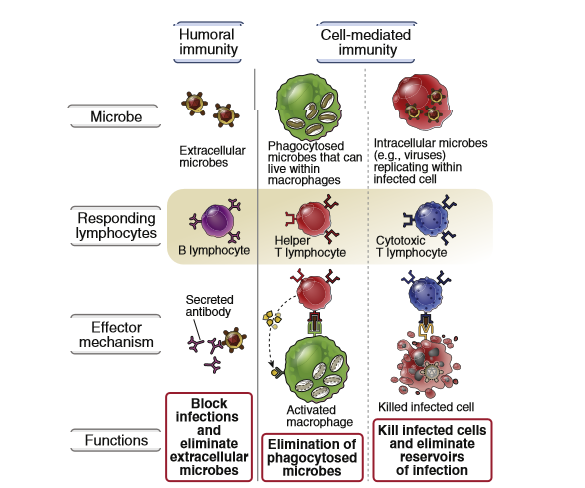 Humoral
immunity
Cell-mediated
immunity
Microbe
Extracellular
microbes
Phagocytosed
microbes that can
live within
macrophages
Intracellular microbes
(e.g., viruses)
replicating within
infected cell
Responding
lymphocytes
B lymphocyte
Helper
T lymphocyte
Cytotoxic
T lymphocyte
Effector
mechanism
Secreted
antibody
Activated
macrophage
Killed infected cell
Functions
Block
infections
and
eliminate
extracellular
microbes
Elimination of
phagocytosed
microbes
Kill infected cells
and eliminate
reservoirs
of infection